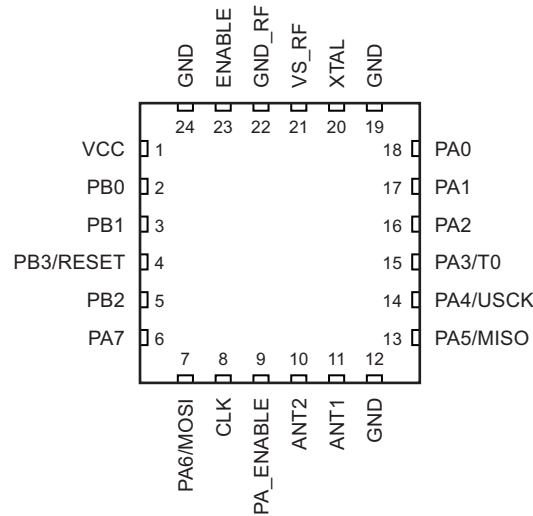 GND
ENABLE
GND_RF
VS_RF
XTAL
GND
24 23 22 21 20 19
VCC 1 18 PA0
PB0 2 17 PA1
PB1 3 16 PA2
PB3/RESET 4 15 PA3/T0
PB2 5 14 PA4/USCK
PA7 6 13 PA5/MISO
7 8 9 10 11 12
PA6/MOSI
CLK
PA_ENABLE
ANT2
ANT1
GND